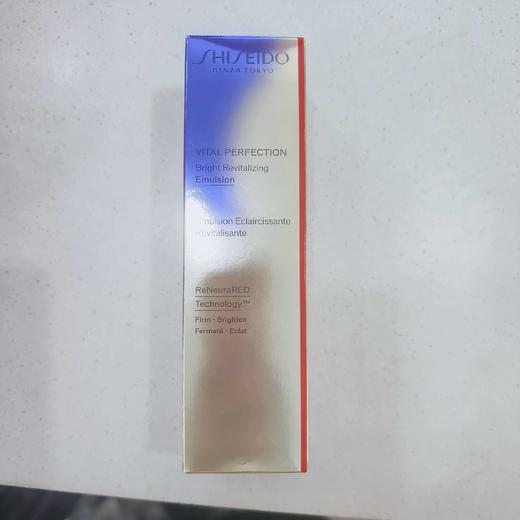 SHISEIDO
GINZA TOKYO
VITAL PERFECTION
Bright Revitalizing
Emulsion
Emulsion Eclaircissante
Revitalisante
ReNeuraRED
Technology™
Firm • Brighten
Fermeté • Eclat